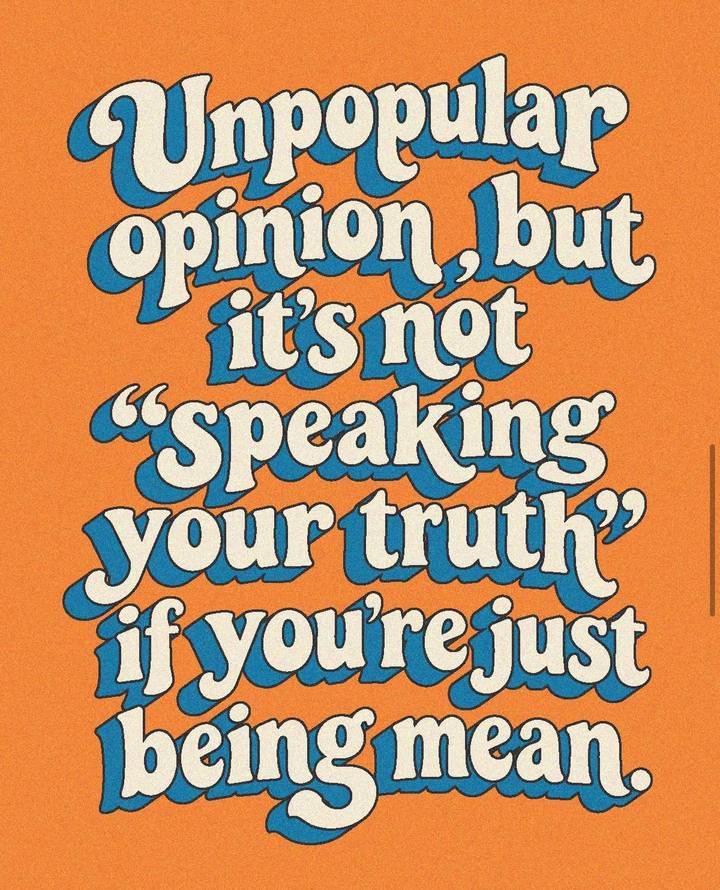 Unpopular
opinion, but
it’s not
“speaking
your truth”
if you’re just
being mean.